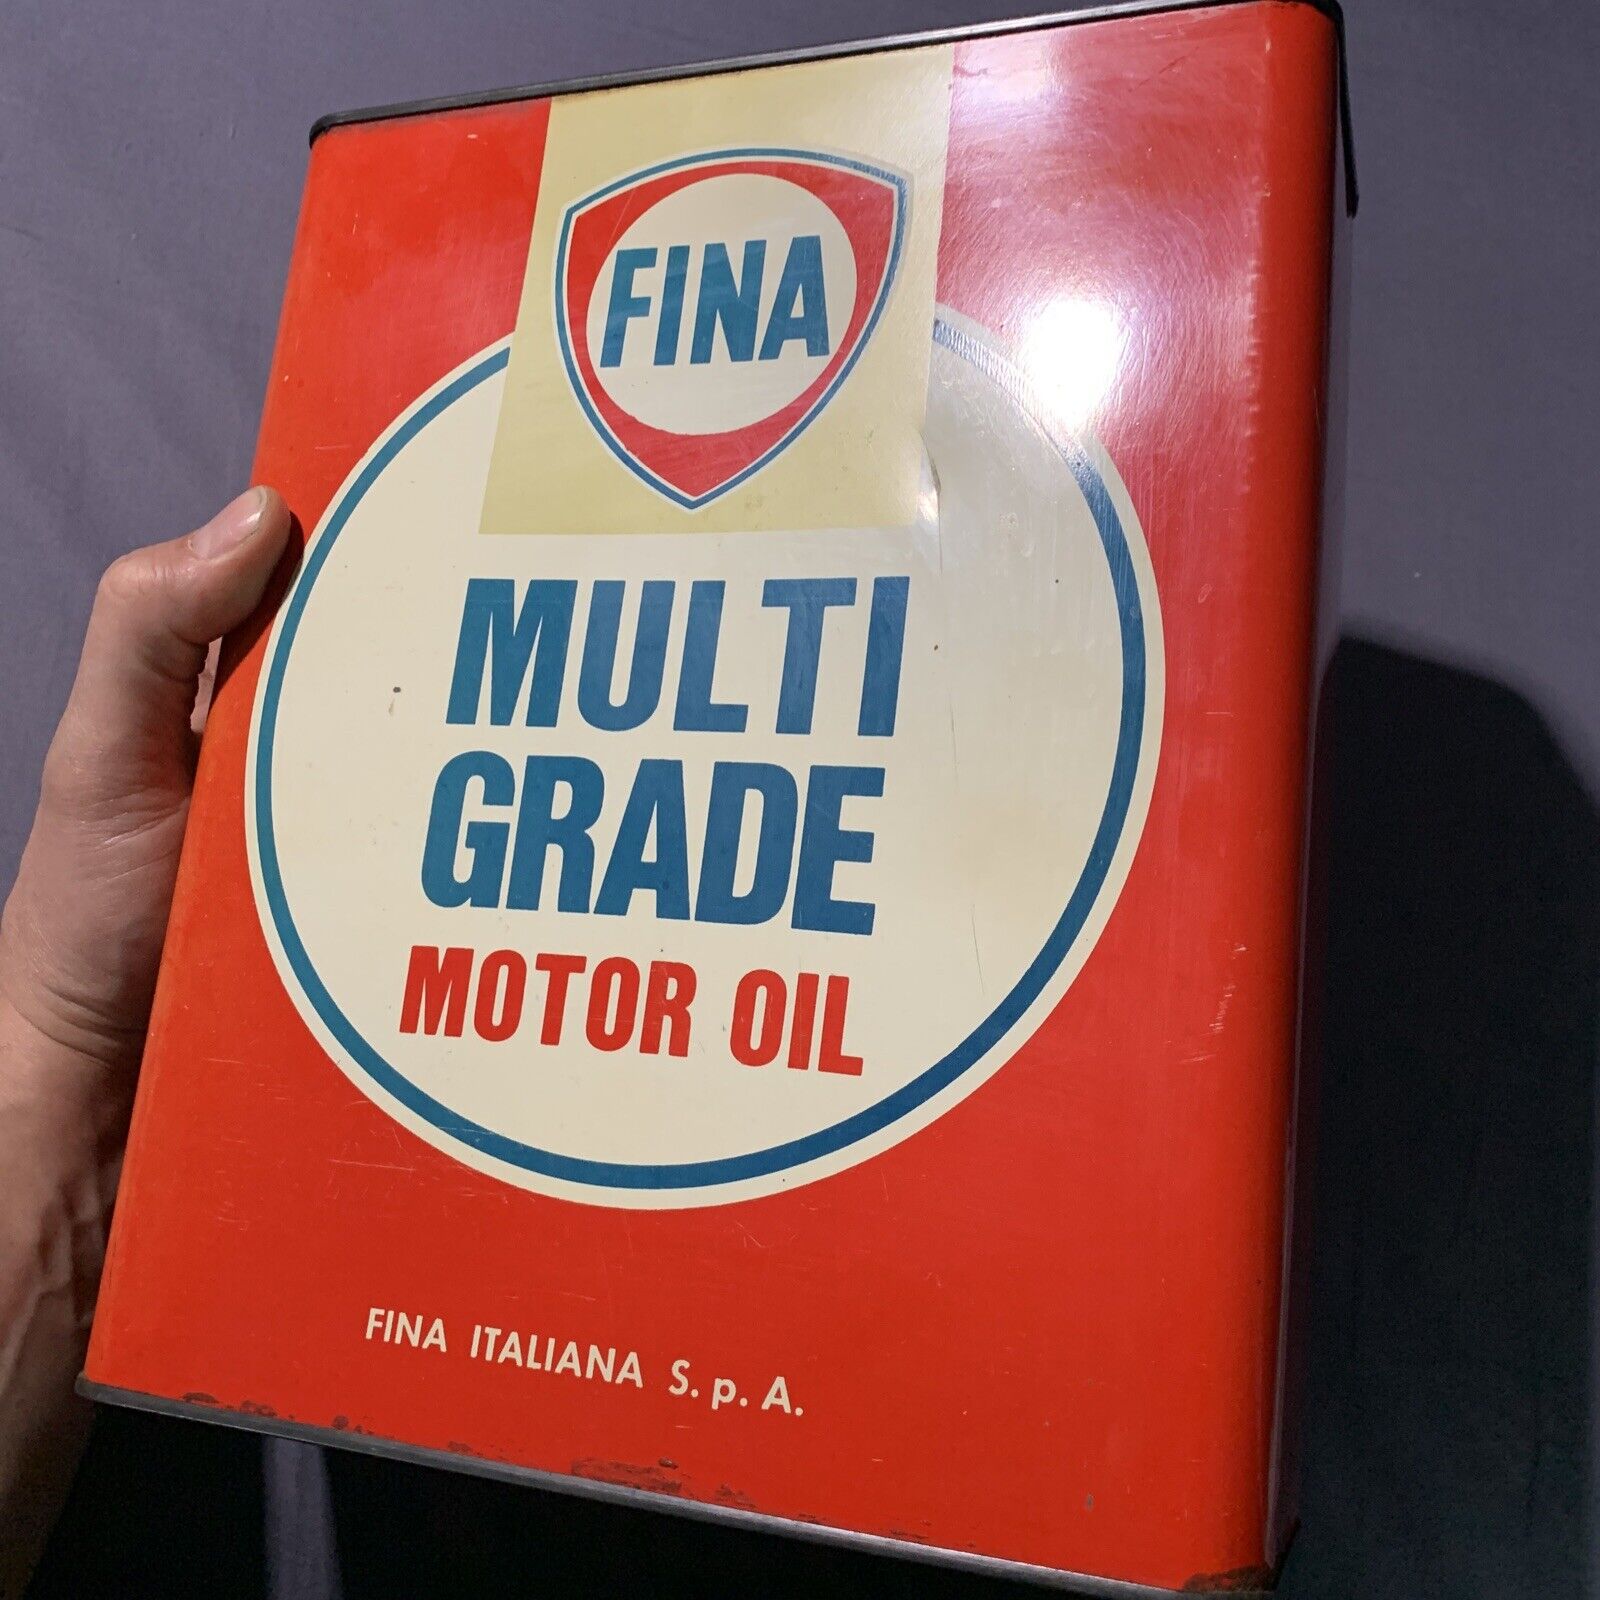 FINA
MULTI
GRADE
MOTOR OIL
FINA ITALIANA S.p.A.